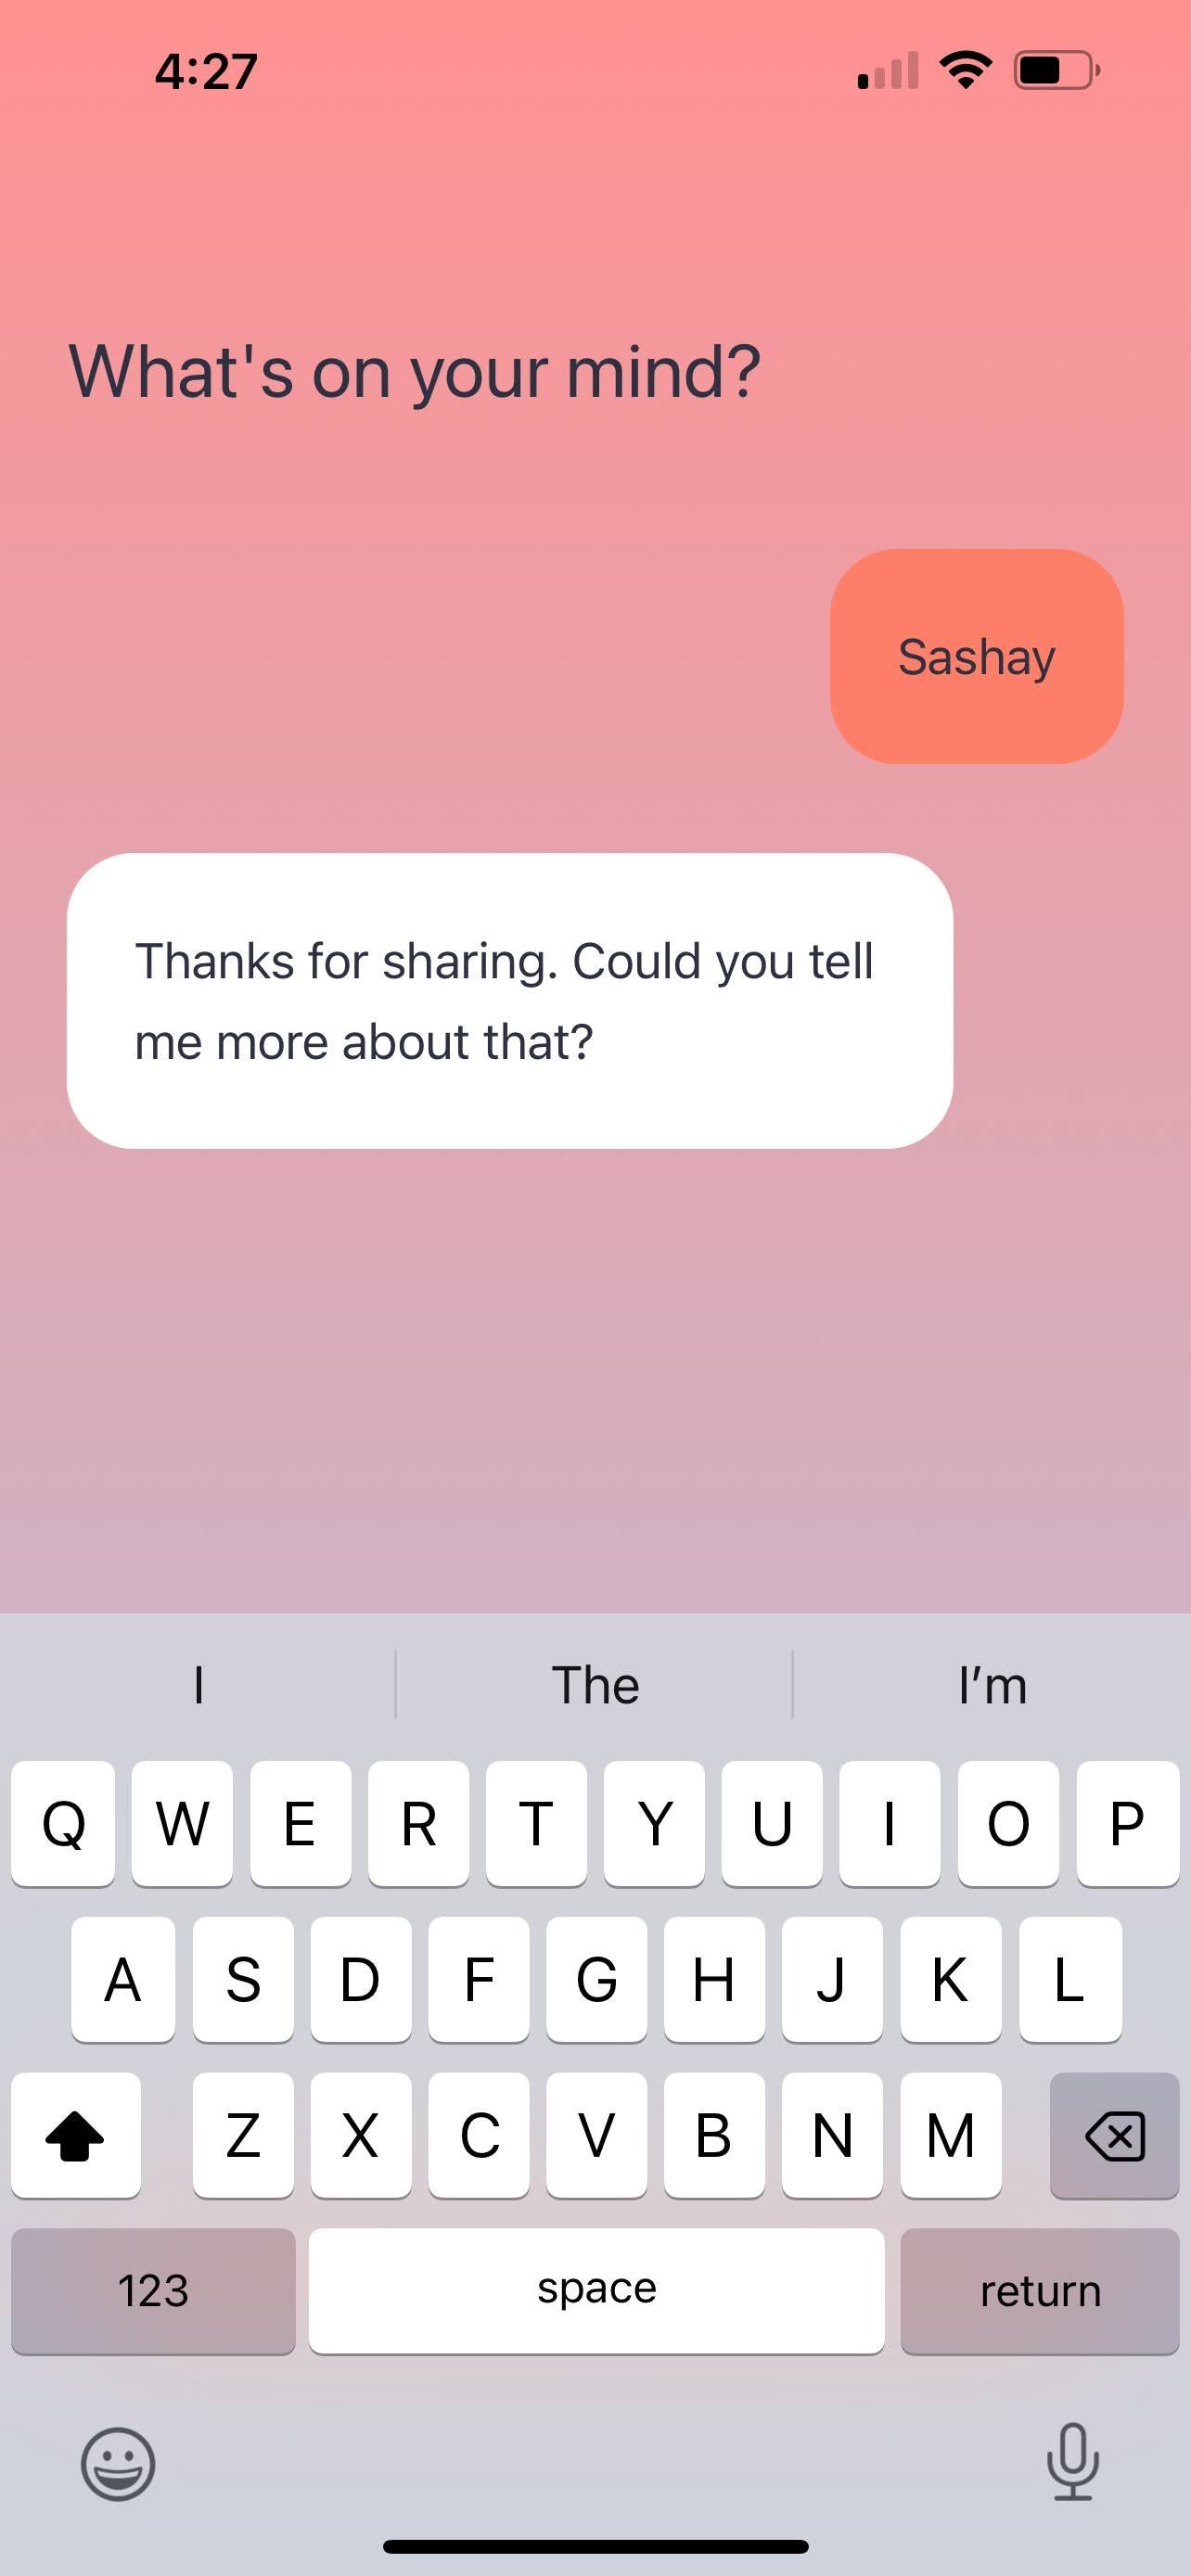 4:27
What's on your mind?
Sashay
Thanks for sharing. Could you tell
me more about that?
I The I’m
Q W E R T Y U I O P
A S D F G H J K L
Z X C V B N M
123 space return